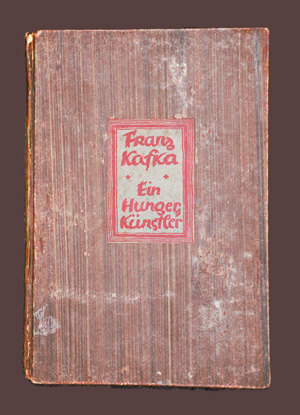 Franz
Kafka
Ein
Hunger
Künstler